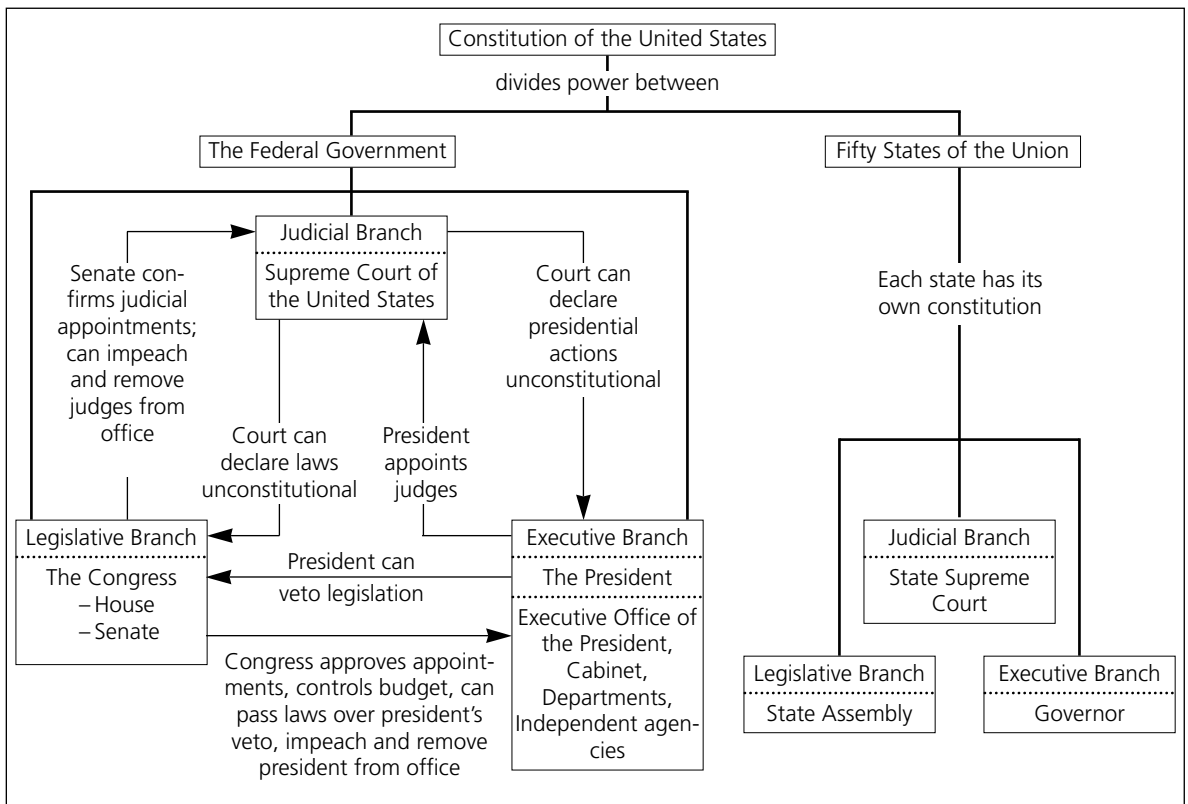 Constitution of the United States
divides power between
The Federal Government
Fifty States of the Union
Judicial Branch
Supreme Court of
the United States
Senate con-
firms judicial
appointments;
can impeach
and remove
judges from
office
Court can
declare
presidential
actions
unconstitutional
Court can
declare laws
unconstitutional
President
appoints
judges
Legislative Branch
The Congress
– House
– Senate
President can
veto legislation
Executive Branch
The President
Executive Office of
the President,
Cabinet,
Departments,
Independent agen-
cies
Congress approves appoint-
ments, controls budget, can
pass laws over president's
veto, impeach and remove
president from office
Each state has its
own constitution
Judicial Branch
State Supreme
Court
Legislative Branch
State Assembly
Executive Branch
Governor